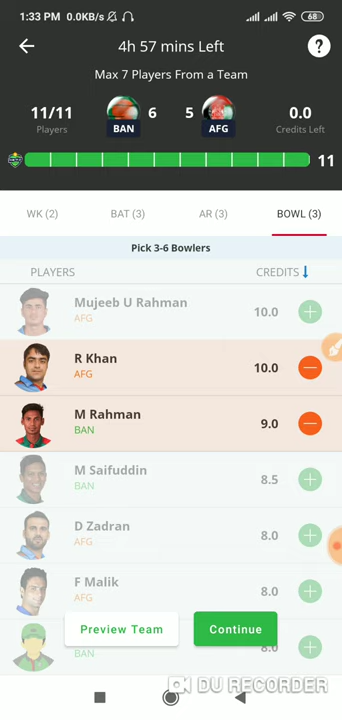 1:33 PM 0.0KB/s
68
4h 57 mins Left
?
Max 7 Players From a Team
11/11
Players
BAN
6
5
AFG
0.0
Credits Left
11
WK (2)
BAT (3)
AR (3)
BOWL (3)
Pick 3-6 Bowlers
PLAYERS
CREDITS
Mujeeb U Rahman
AFG
10.0
R Khan
AFG
10.0
M Rahman
BAN
9.0
M Saifuddin
BAN
8.5
D Zadran
AFG
8.0
F Malik
AFG
8.0
Preview Team
Continue
BAN
8.0
DU RECORDER